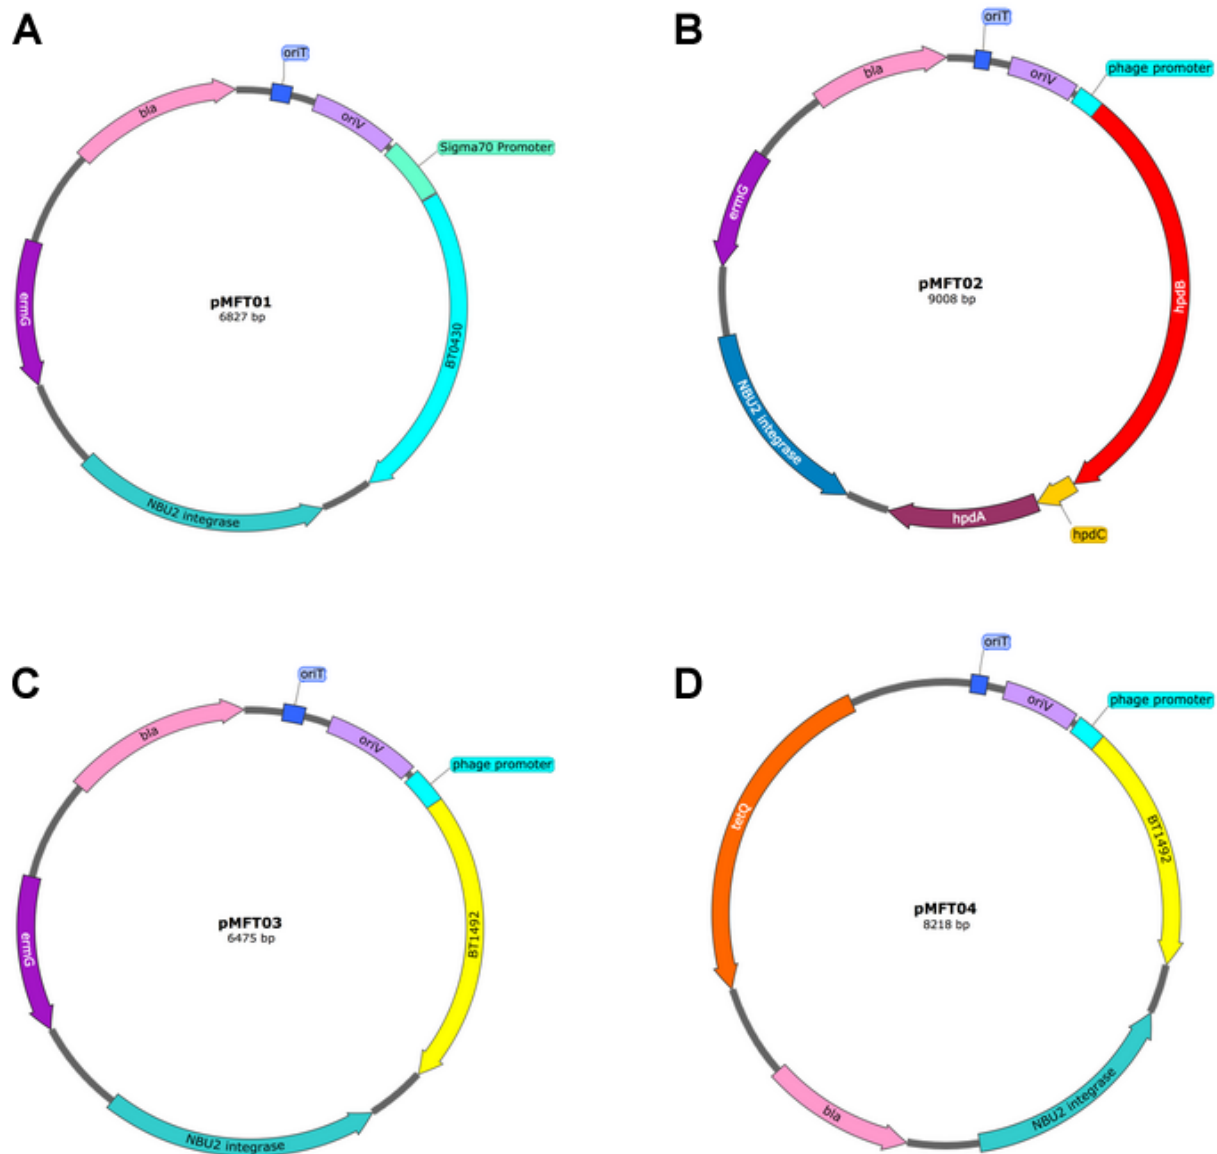 A
oriT
bla
oriV
Sigma70 Promoter
ermG
pMFT01
6827 bp
BT0430
NBU2 integrase
B
oriT
bla
oriV
phage promoter
ermG
pMFT02
9008 bp
hpdB
NBU2 integrase
hpdA
hpdC
C
oriT
bla
oriV
phage promoter
ermG
pMFT03
6475 bp
BT1492
NBU2 integrase
D
oriT
oriV
phage promoter
tetQ
BT1492
pMFT04
8218 bp
bla
NBU2 integrase